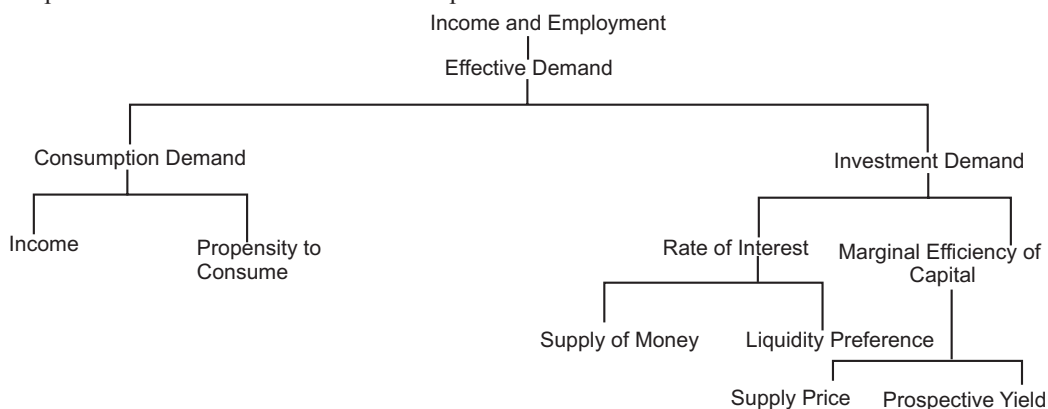 Income and Employment
Effective Demand
Consumption Demand
Investment Demand
Income
Propensity to
Consume
Rate of Interest
Marginal Efficiency of
Capital
Supply of Money
Liquidity Preference
Supply Price
Prospective Yield